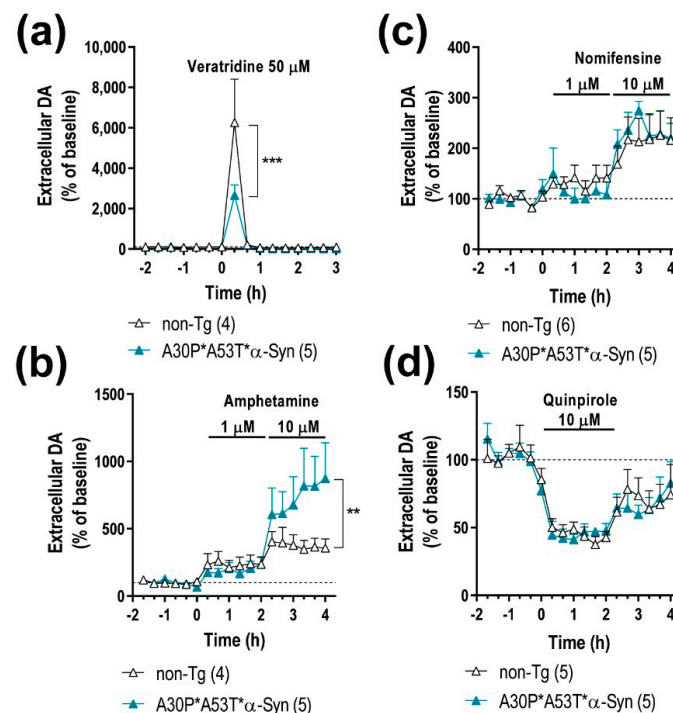 (a)
10,000
8,000
6,000
4,000
2,000
0
Extracellular DA
(% of baseline)
Veratridine 50 µM
***
-2 -1 0 1 2 3
Time (h)
non-Tg (4)
A30P*A53T*α-Syn (5)
(c)
400
300
200
100
0
Extracellular DA
(% of baseline)
Nomifensine
1 µM 10 µM
-2 -1 0 1 2 3 4
Time (h)
non-Tg (6)
A30P*A53T*α-Syn (5)
(b)
1500
1000
500
0
Extracellular DA
(% of baseline)
Amphetamine
1 µM 10 µM
**
-2 -1 0 1 2 3 4
Time (h)
non-Tg (4)
A30P*A53T*α-Syn (5)
(d)
150
100
50
0
Extracellular DA
(% of baseline)
Quinpirole
10 µM
-2 -1 0 1 2 3 4
Time (h)
non-Tg (5)
A30P*A53T*α-Syn (5)